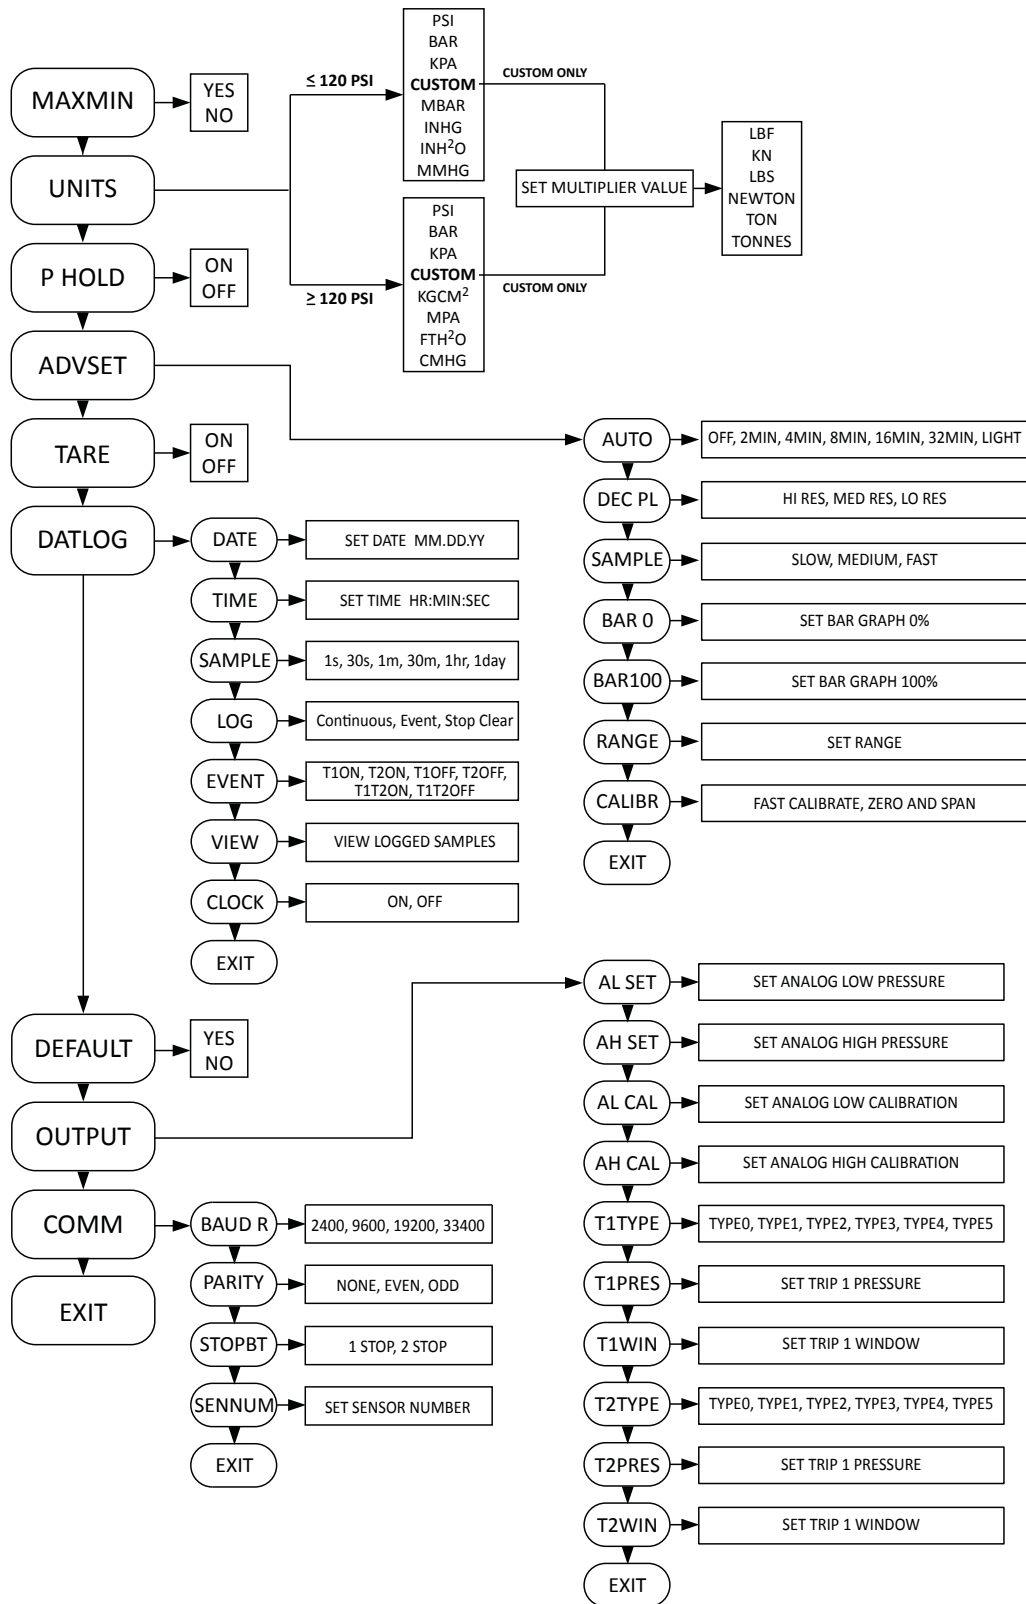 MAXMIN
YES
NO
UNITS
≤ 120 PSI
PSI
BAR
KPA
CUSTOM
MBAR
INHG
INH²O
MMHG
CUSTOM ONLY
≥ 120 PSI
PSI
BAR
KPA
CUSTOM
KGCM²
MPA
FTH²O
CMHG
CUSTOM ONLY
SET MULTIPLIER VALUE
LBF
KN
LBS
NEWTON
TON
TONNES
P HOLD
ON
OFF
ADVSET
AUTO
OFF, 2MIN, 4MIN, 8MIN, 16MIN, 32MIN, LIGHT
DEC PL
HI RES, MED RES, LO RES
SAMPLE
SLOW, MEDIUM, FAST
BAR 0
SET BAR GRAPH 0%
BAR100
SET BAR GRAPH 100%
RANGE
SET RANGE
CALIBR
FAST CALIBRATE, ZERO AND SPAN
EXIT
TARE
ON
OFF
DATLOG
DATE
SET DATE MM.DD.YY
TIME
SET TIME HR:MIN:SEC
SAMPLE
1s, 30s, 1m, 30m, 1hr, 1day
LOG
Continuous, Event, Stop Clear
EVENT
T1ON, T2ON, T1OFF, T2OFF,
T1T2ON, T1T2OFF
VIEW
VIEW LOGGED SAMPLES
CLOCK
ON, OFF
EXIT
DEFAULT
YES
NO
OUTPUT
AL SET
SET ANALOG LOW PRESSURE
AH SET
SET ANALOG HIGH PRESSURE
AL CAL
SET ANALOG LOW CALIBRATION
AH CAL
SET ANALOG HIGH CALIBRATION
T1TYPE
TYPE0, TYPE1, TYPE2, TYPE3, TYPE4, TYPE5
T1PRES
SET TRIP 1 PRESSURE
T1WIN
SET TRIP 1 WINDOW
T2TYPE
TYPE0, TYPE1, TYPE2, TYPE3, TYPE4, TYPE5
T2PRES
SET TRIP 1 PRESSURE
T2WIN
SET TRIP 1 WINDOW
EXIT
COMM
BAUD R
2400, 9600, 19200, 33400
PARITY
NONE, EVEN, ODD
STOPBT
1 STOP, 2 STOP
SENNUM
SET SENSOR NUMBER
EXIT
EXIT